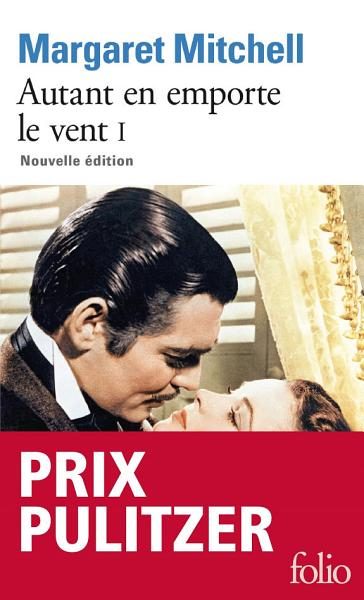 Margaret Mitchell
Autant en emporte
le vent I
Nouvelle édition
PRIX
PULITZER
folio